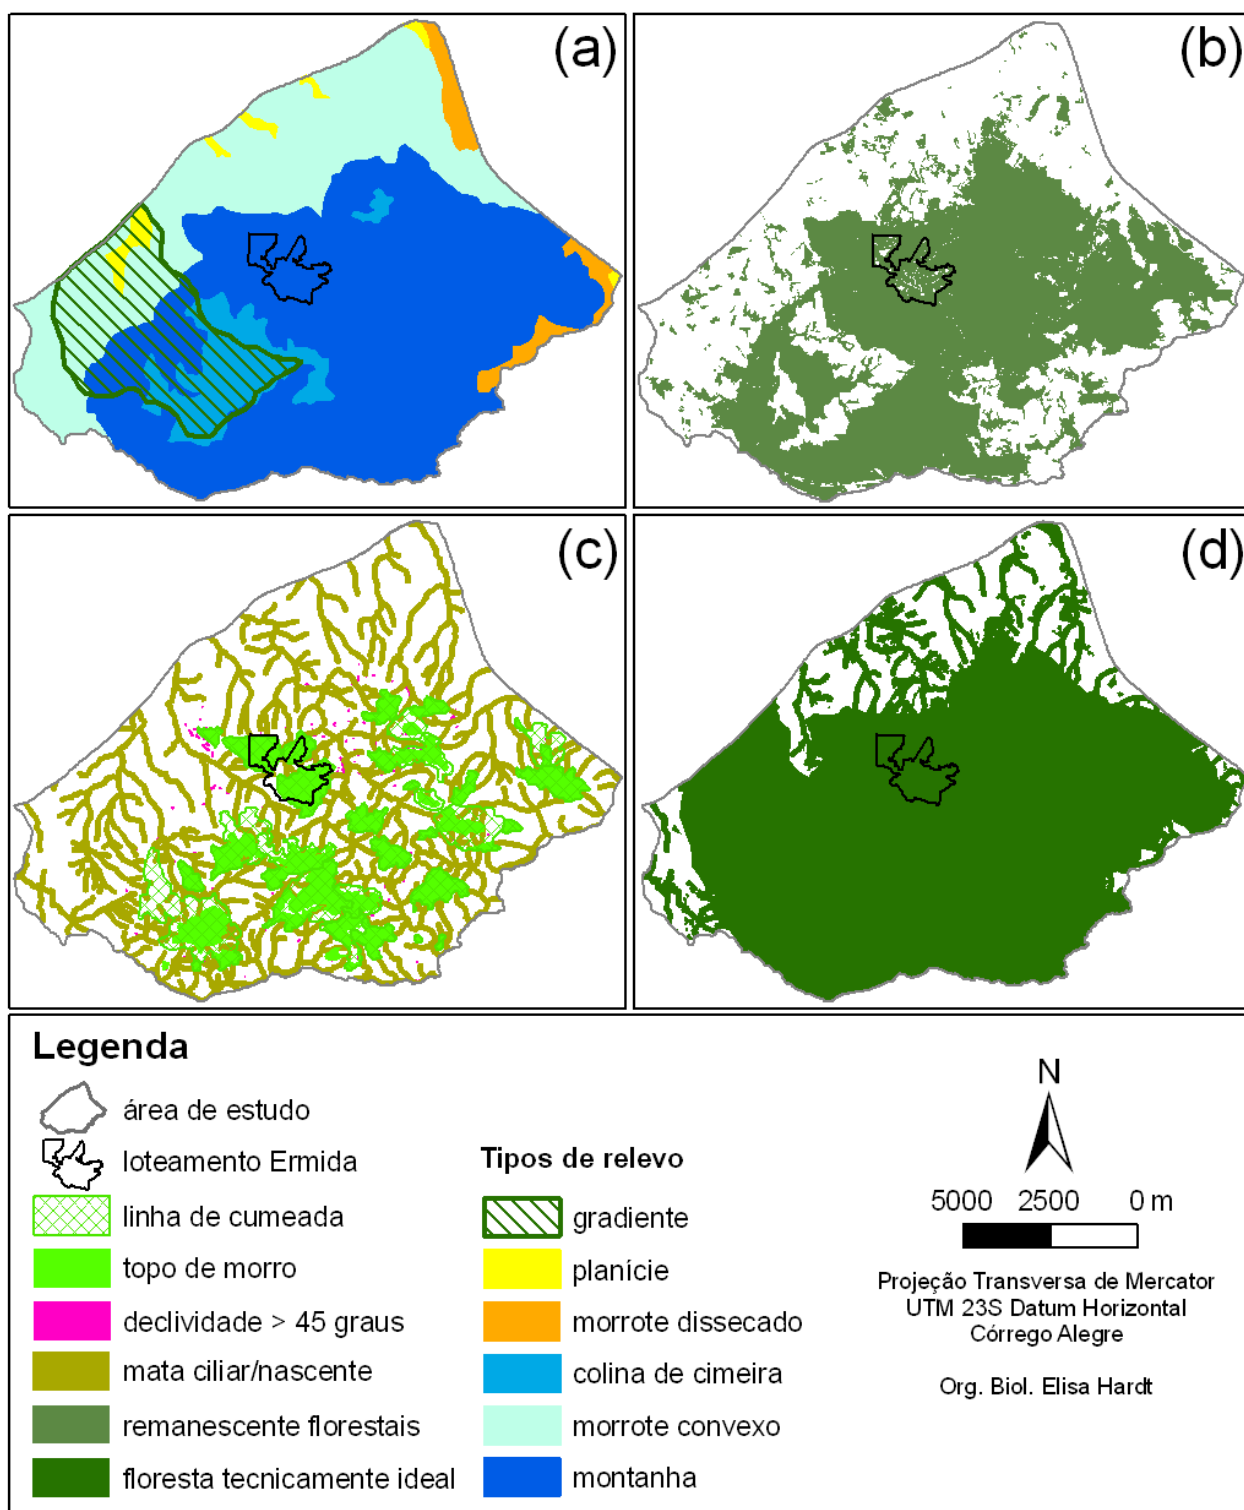 (a)
(b)
(c)
(d)
Legenda
área de estudo
loteamento Ermida
linha de cumeada
topo de morro
declividade > 45 graus
mata ciliar/nascente
remanescente florestais
floresta tecnicamente ideal
Tipos de relevo
gradiente
planície
morrote dissecado
colina de cimeira
morrote convexo
montanha
N
5000 2500 0 m
Projeção Transversa de Mercator
UTM 23S Datum Horizontal
Córrego Alegre
Org. Biol. Elisa Hardt